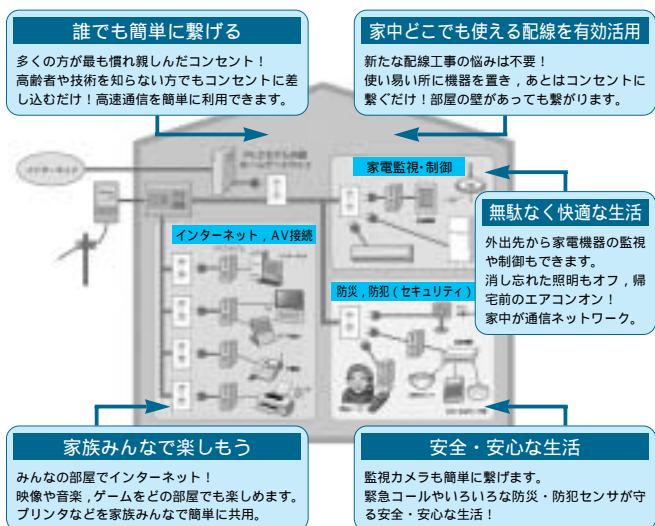 誰でも簡単に繋げる
多くの方が最も慣れ親しんだコンセント！
高齢者や技術を知らない方でもコンセントに差
し込むだけ！高速通信を簡単に利用できます。
家中どこでも使える配線を有効活用
新たな配線工事の悩みは不要！
使い易い所に機器を置き，あとはコンセントに
繋ぐだけ！部屋の壁があっても繋がります。
家電監視・制御
無駄なく快適な生活
外出先から家電機器の監視
や制御もできます。
消し忘れた照明もオフ，帰
宅前のエアコンオン！
家中が通信ネットワーク。
インターネット
インターネット，AV接続
防災，防犯（セキュリティ）
家族みんなで楽しもう
みんなの部屋でインターネット！
映像や音楽，ゲームをどの部屋でも楽しめます。
プリンタなどを家族みんなで簡単に共用。
安全・安心な生活
監視カメラも簡単に繋げます。
緊急コールやいろいろな防災・防犯センサが守
る安全・安心な生活！